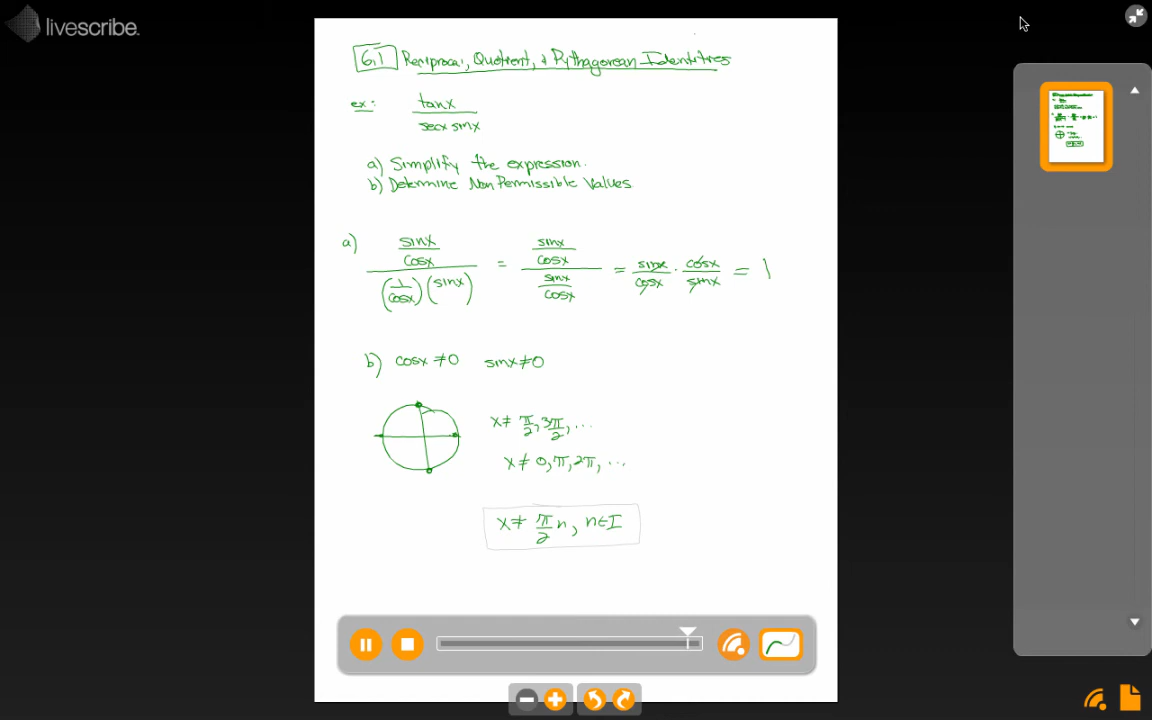 livescribe.
6.1 Reciprocal, Quotient, & Pythagorean Identities
ex: tanx / secx sinx
a) Simplify the expression.
b) Determine Non Permissible Values
a) (sinx/cosx) / ((1/cosx)(sinx)) = (sinx/cosx) / (sinx/cosx) = sinx/cosx · cosx/sinx = 1
b) cosx ≠ 0 sinx ≠ 0
x ≠ π/2, 3π/2, ...
x ≠ 0, π, 2π, ...
x ≠ π/2 n, n∈I